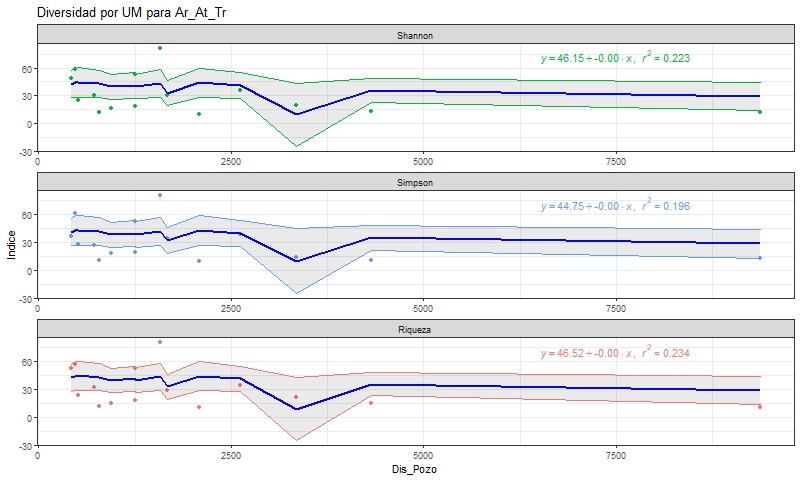 Diversidad por UM para Ar_At_Tr
Shannon
y = 46.15 + -0.00 · x, r² = 0.223
60
30
0
-30
0 2500 5000 7500
Simpson
y = 44.75 + -0.00 · x, r² = 0.196
60
30
0
-30
0 2500 5000 7500
Indice
Riqueza
y = 46.52 + -0.00 · x, r² = 0.234
60
30
0
-30
0 2500 5000 7500
Dis_Pozo